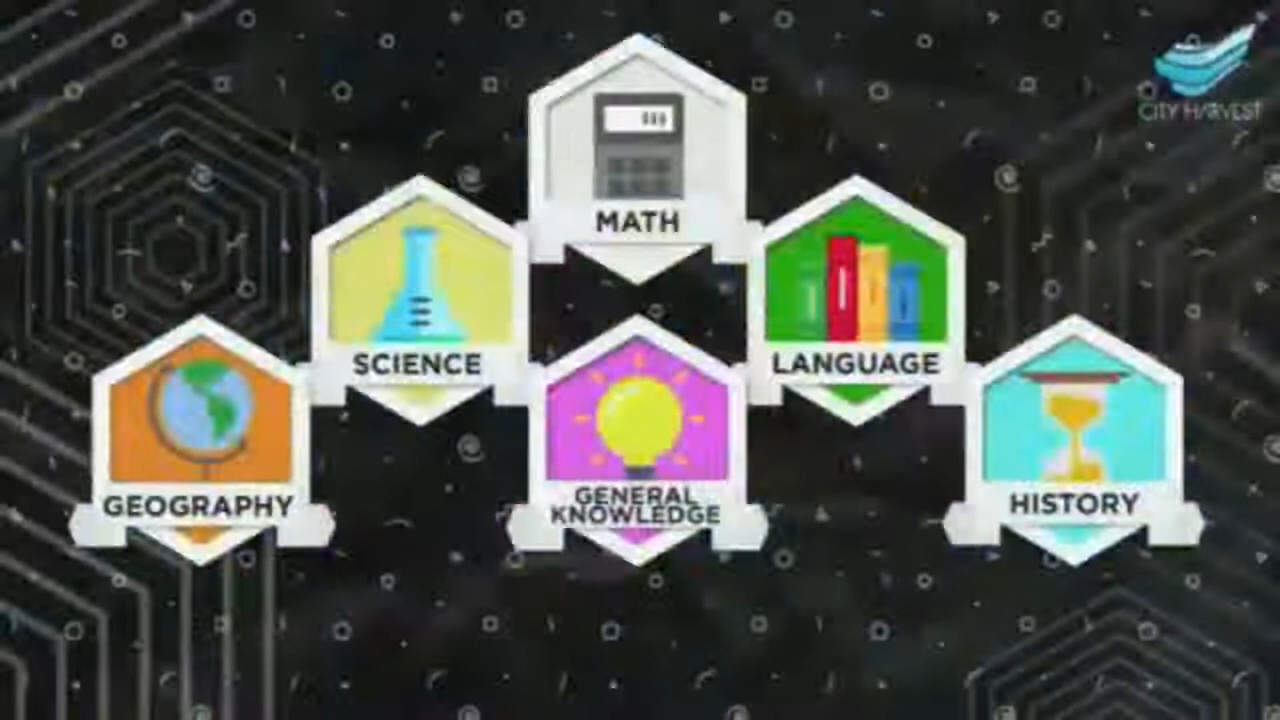 CITY HARVEST
MATH
SCIENCE
LANGUAGE
GEOGRAPHY
GENERAL
KNOWLEDGE
HISTORY